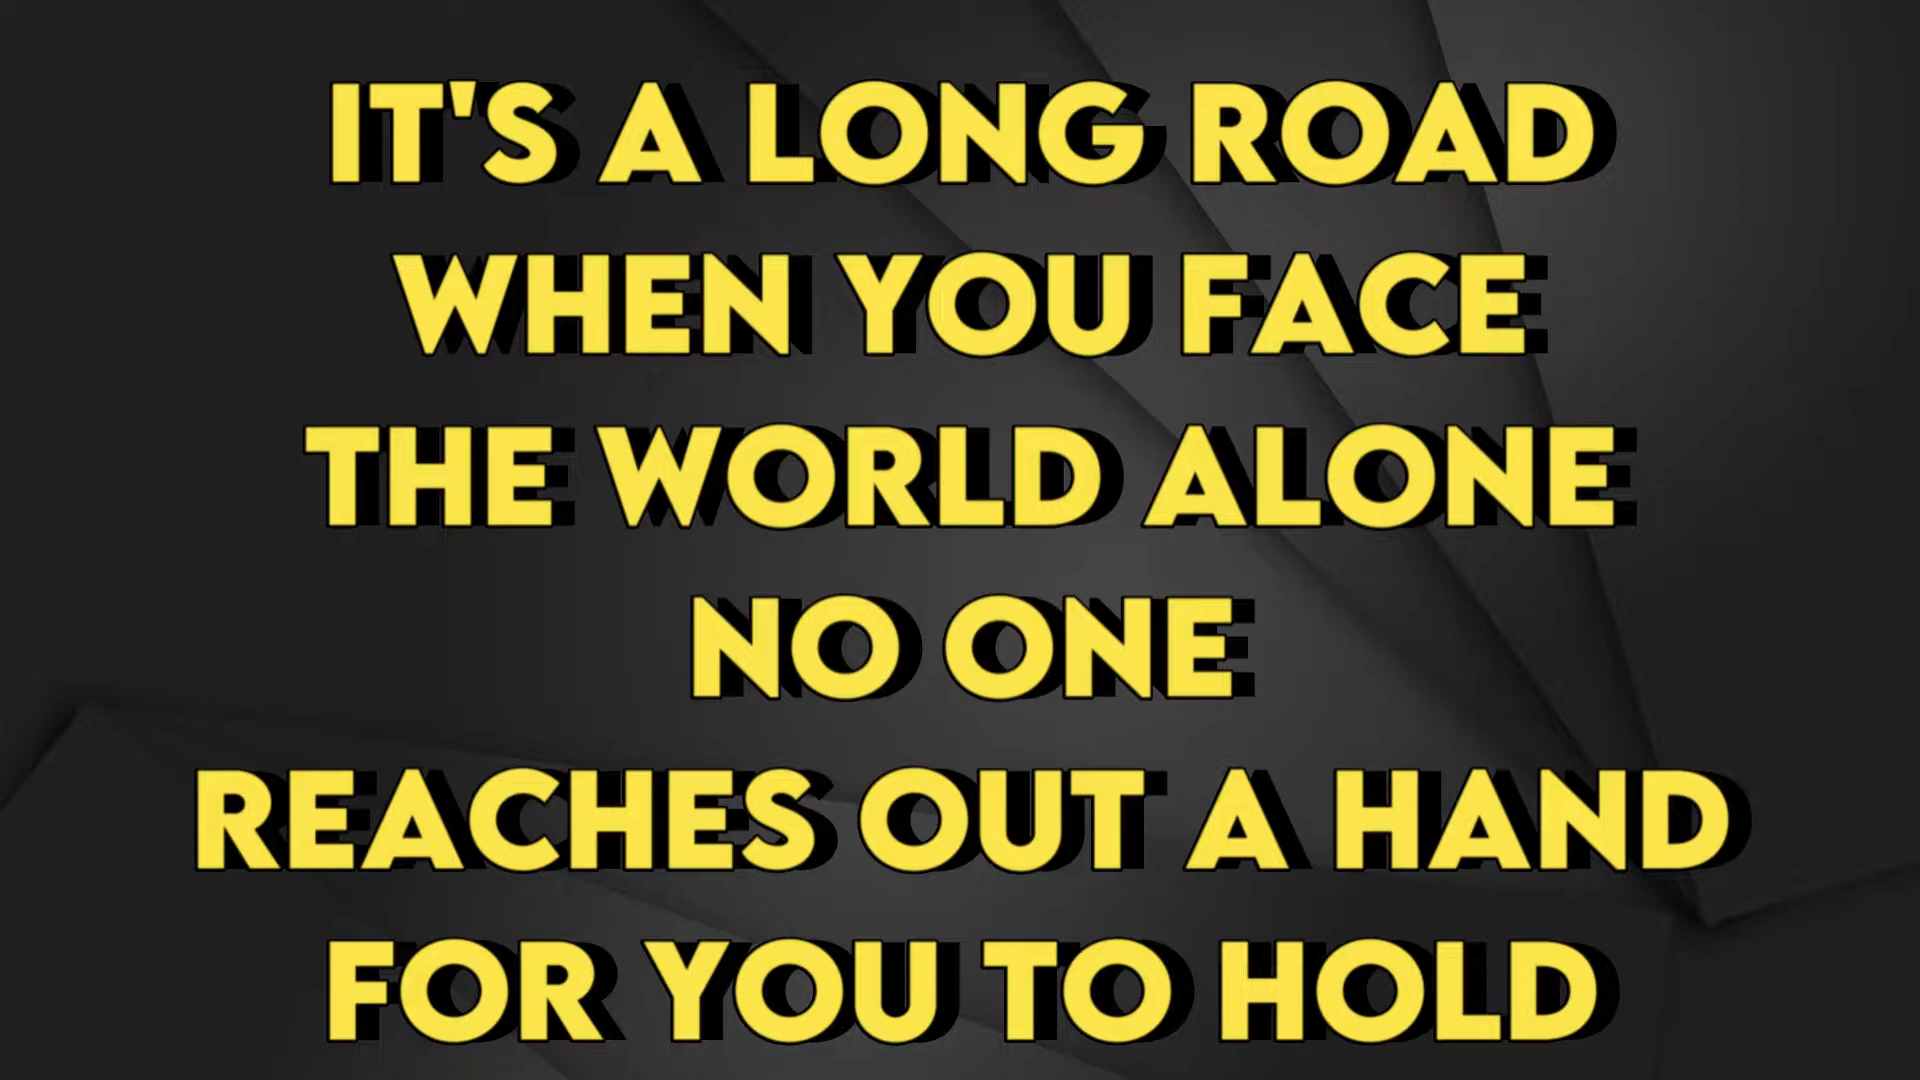 IT'S A LONG ROAD
WHEN YOU FACE
THE WORLD ALONE
NO ONE
REACHES OUT A HAND
FOR YOU TO HOLD